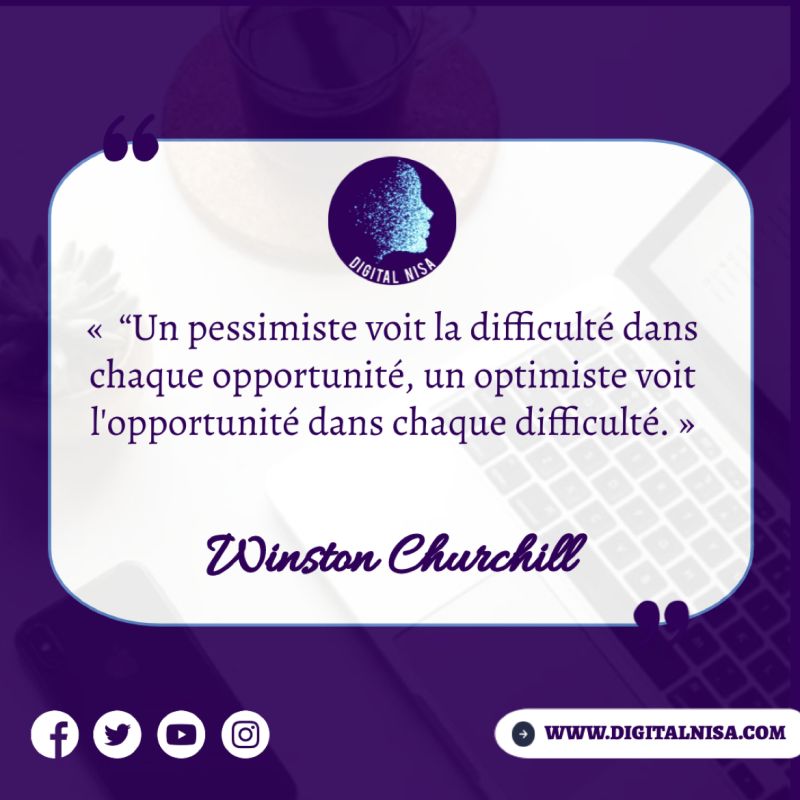 DIGITAL NISA
« “Un pessimiste voit la difficulté dans
chaque opportunité, un optimiste voit
l'opportunité dans chaque difficulté. »
Winston Churchill
WWW.DIGITALNISA.COM